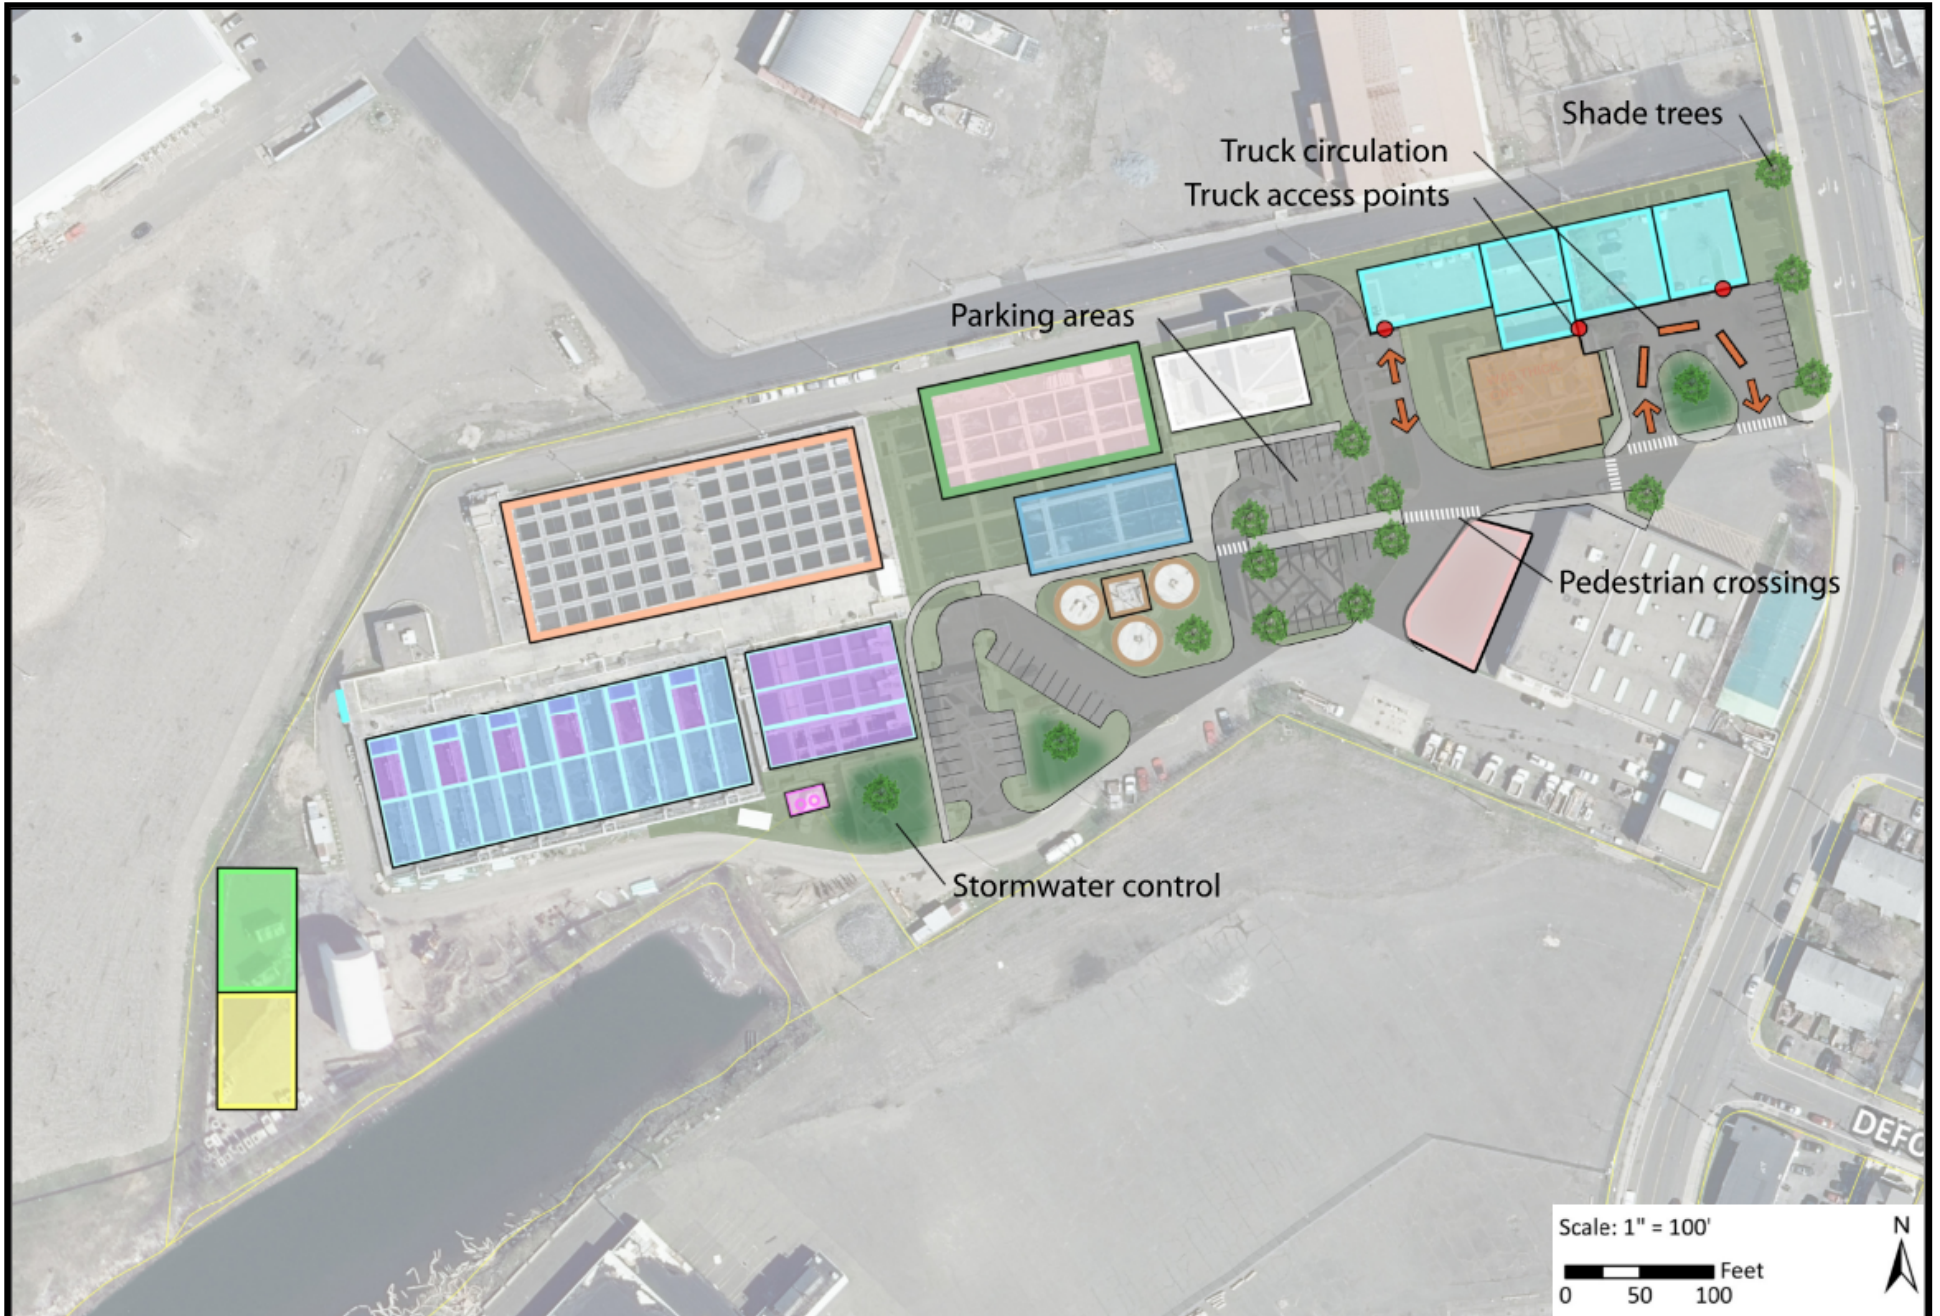 Shade trees
Truck circulation
Truck access points
Parking areas
Pedestrian crossings
Stormwater control
DEFO
Scale: 1" = 100'
N
Feet
0 50 100